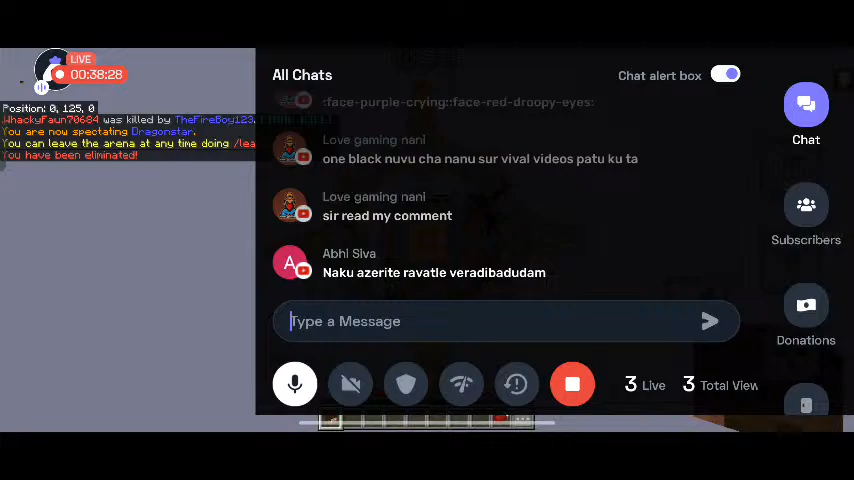 LIVE
00:38:28
Position: 0, 125, 0
WhackyFaun70684 was killed by TheFireBoy123.
You are now spectating Dragonstar.
You can leave the arena at any time doing /lea
You have been eliminated!
All Chats
Chat alert box
:face-purple-crying::face-red-droopy-eyes:
Love gaming nani
one black nuvu cha nanu sur vival videos patu ku ta
Love gaming nani
sir read my comment
A
Abhi Siva
Naku azerite ravatle veradibadudam
Type a Message
3 Live
3 Total View
Chat
Subscribers
Donations